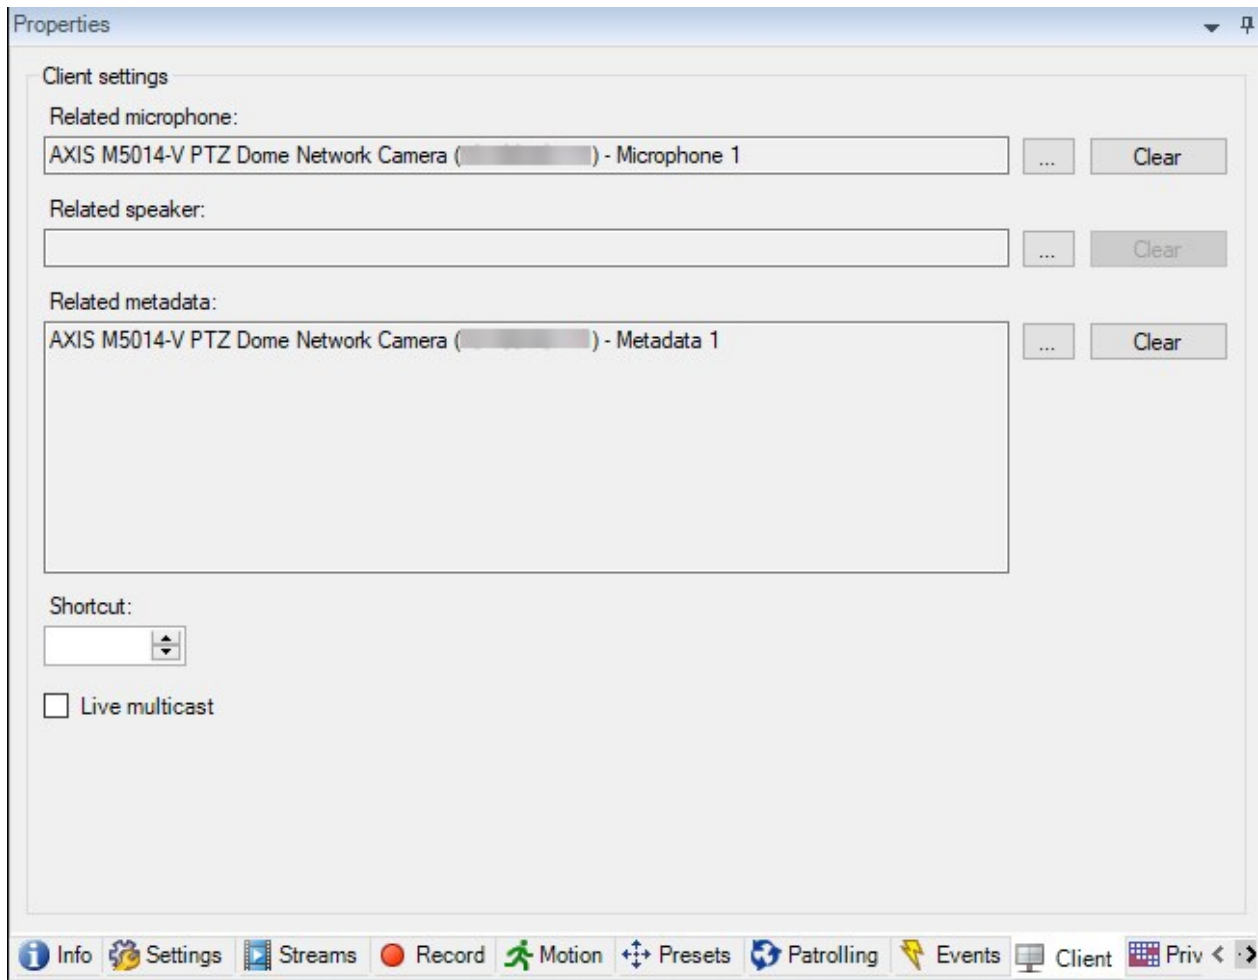 Properties
Client settings
Related microphone:
AXIS M5014-V PTZ Dome Network Camera ( ) - Microphone 1 ... Clear
Related speaker:
... Clear
Related metadata:
AXIS M5014-V PTZ Dome Network Camera ( ) - Metadata 1 ... Clear
Shortcut:
Live multicast
Info Settings Streams Record Motion Presets Patrolling Events Client Priv